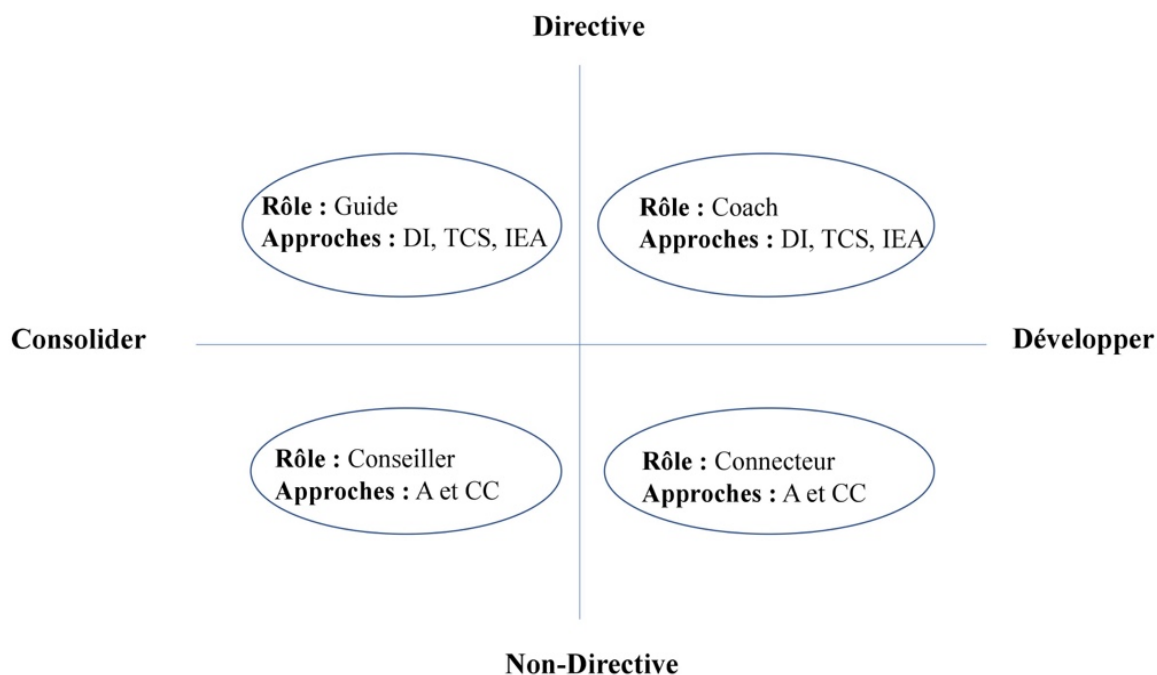 Directive
Rôle : Guide
Approches : DI, TCS, IEA
Rôle : Coach
Approches : DI, TCS, IEA
Consolider
Développer
Rôle : Conseiller
Approches : A et CC
Rôle : Connecteur
Approches : A et CC
Non-Directive